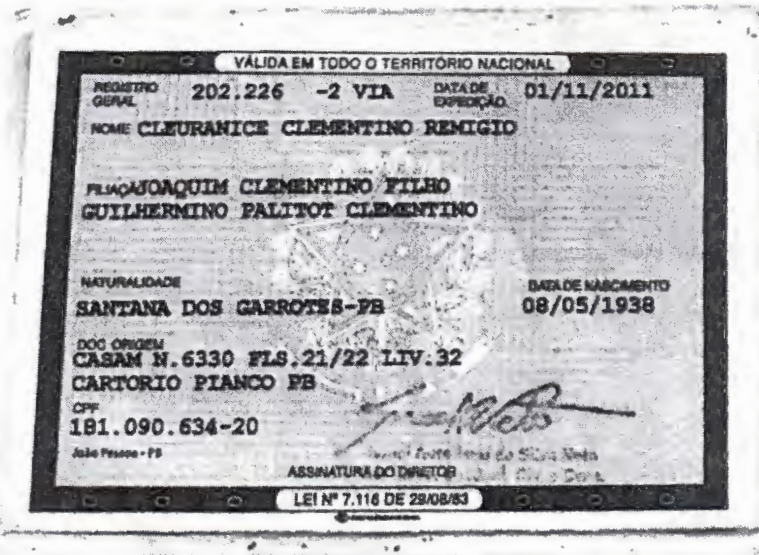 VÁLIDA EM TODO O TERRITÓRIO NACIONAL
REGISTRO GERAL 202.226 -2 VIA DATA DE EXPEDIÇÃO 01/11/2011
NOME CLEURANICE CLEMENTINO REMIGIO
FILIAÇÃO JOAQUIM CLEMENTINO FILHO
GUILHERMINO PALITOT CLEMENTINO
NATURALIDADE DATA DE NASCIMENTO
SANTANA DOS GARROTES-PB 08/05/1938
DOC ORIGEM
CASAM N.6330 FLS.21/22 LIV.32
CARTORIO PIANCO PB
CPF
181.090.634-20
João Pessoa - PB
ASSINATURA DO DIRETOR
LEI Nº 7.116 DE 29/08/83